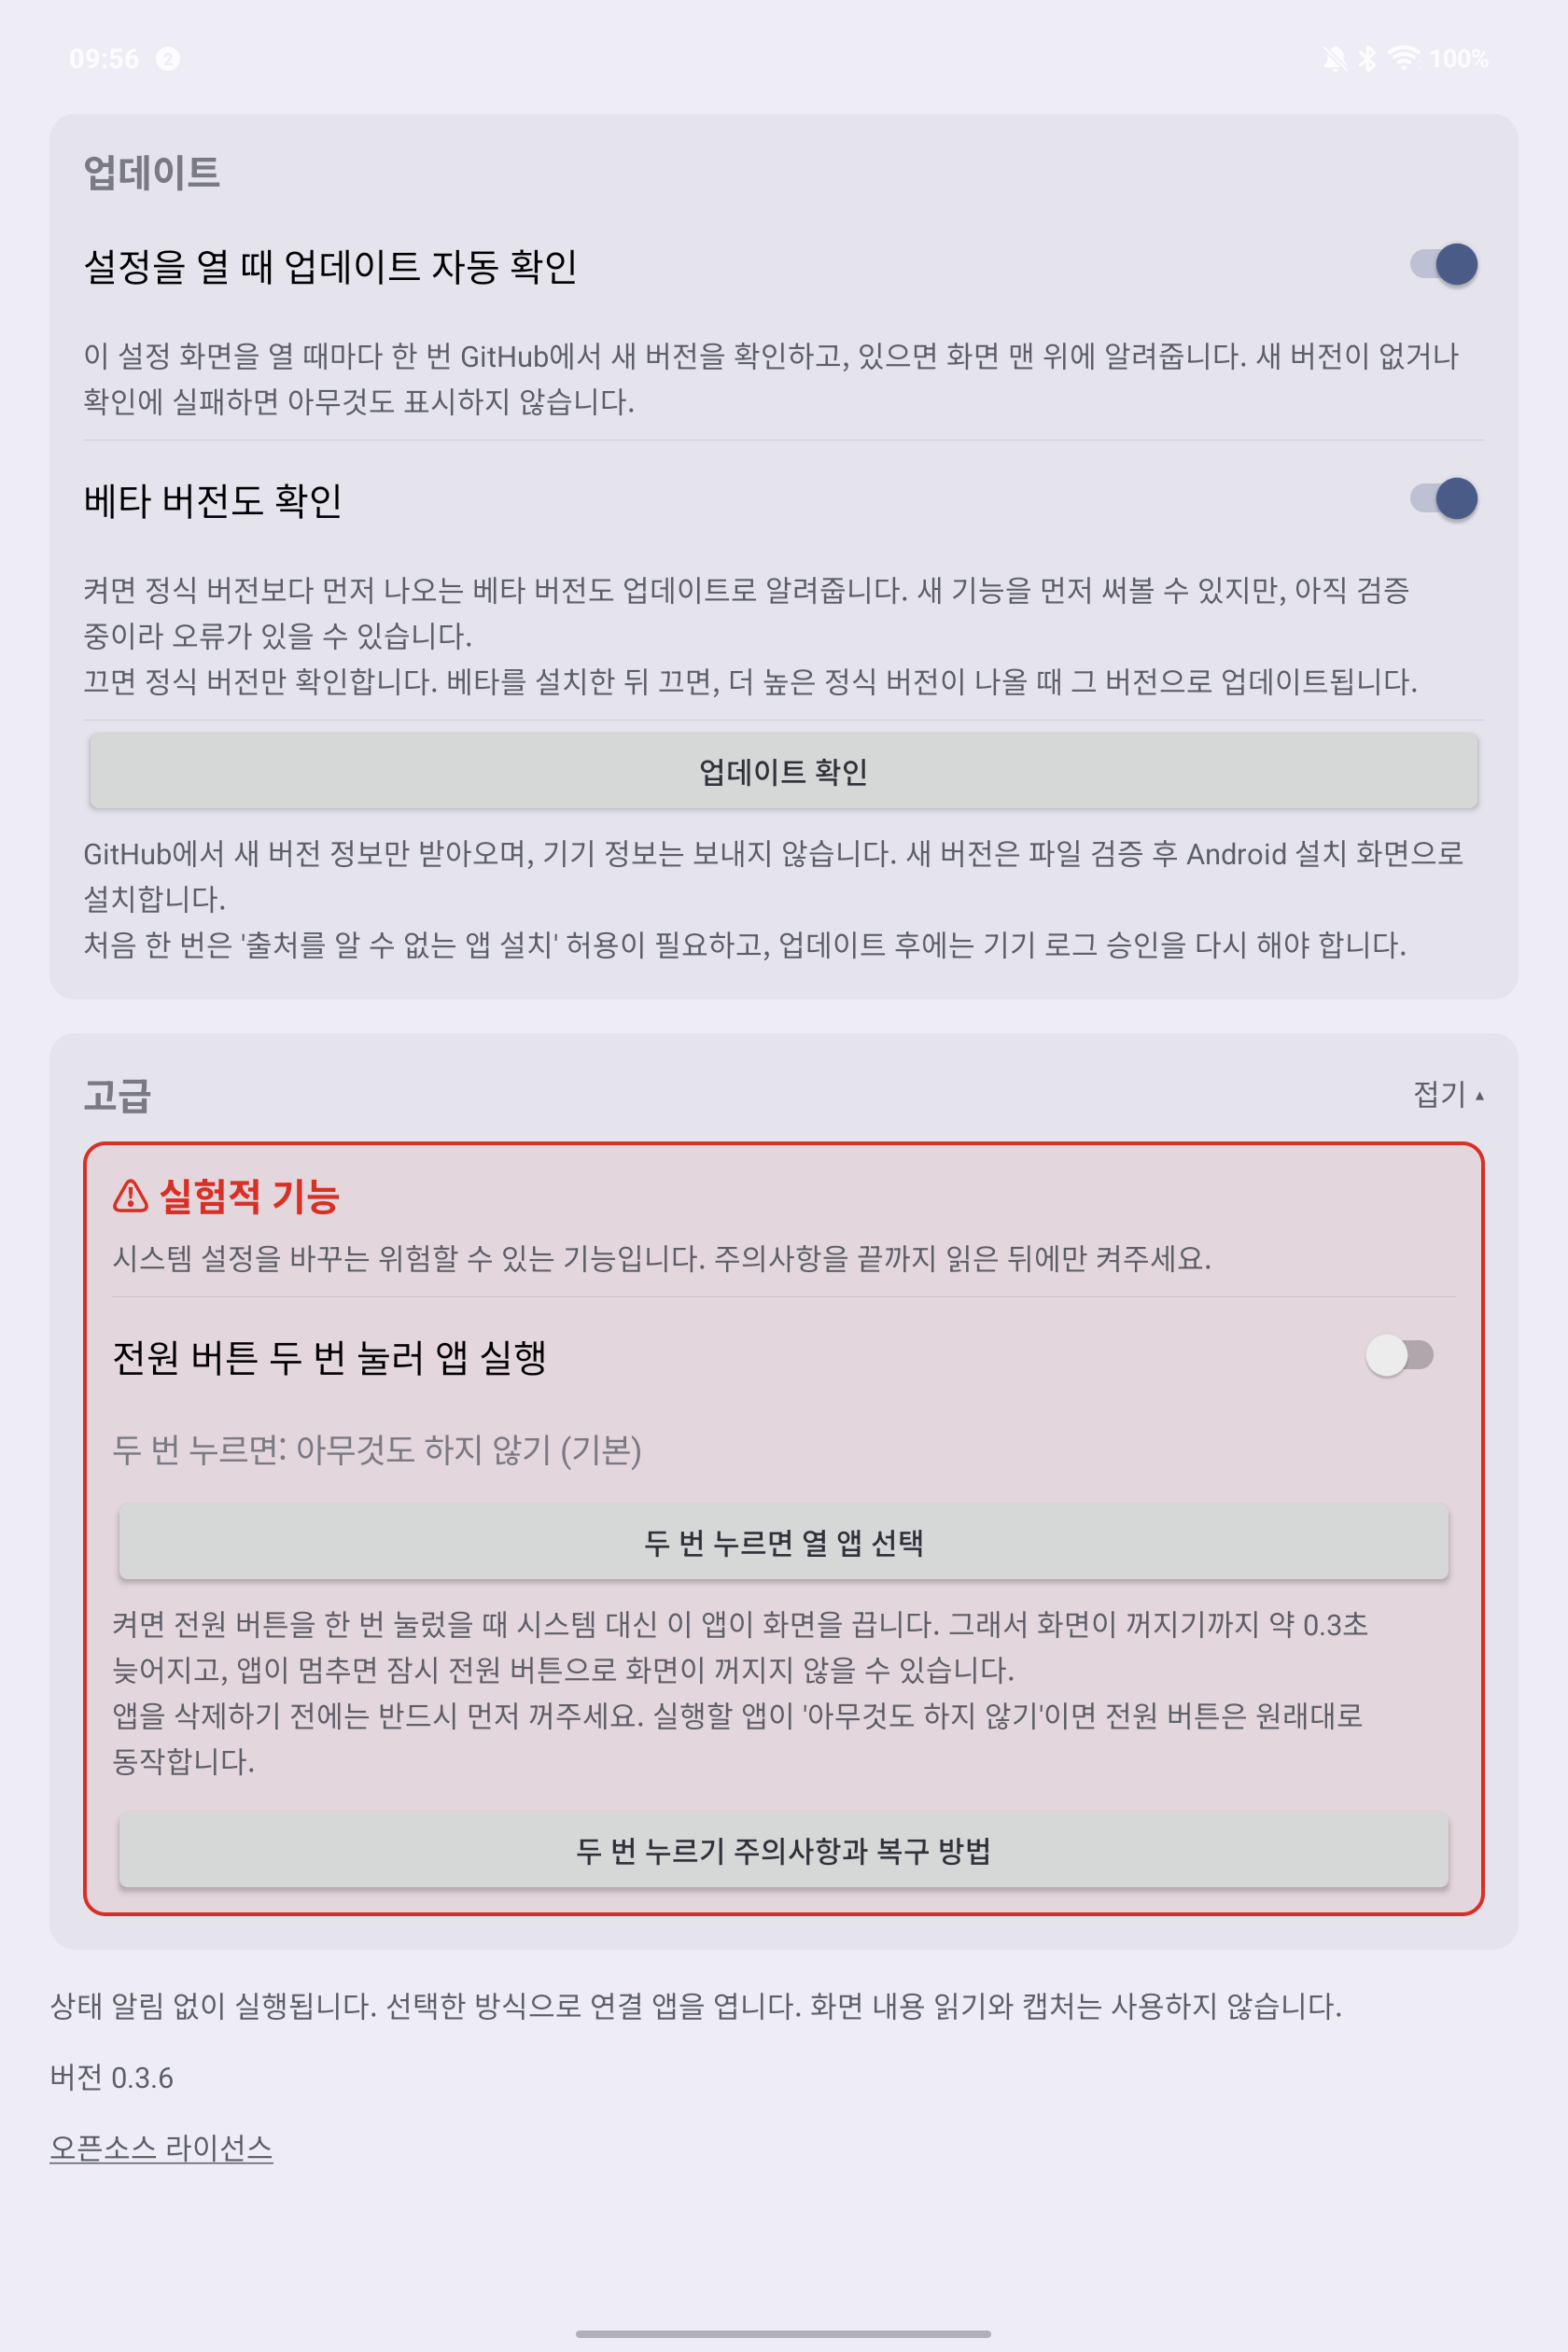 09:56 2 100%
업데이트
설정을 열 때 업데이트 자동 확인
이 설정 화면을 열 때마다 한 번 GitHub에서 새 버전을 확인하고, 있으면 화면 맨 위에 알려줍니다. 새 버전이 없거나
확인에 실패하면 아무것도 표시하지 않습니다.
베타 버전도 확인
켜면 정식 버전보다 먼저 나오는 베타 버전도 업데이트로 알려줍니다. 새 기능을 먼저 써볼 수 있지만, 아직 검증
중이라 오류가 있을 수 있습니다.
끄면 정식 버전만 확인합니다. 베타를 설치한 뒤 끄면, 더 높은 정식 버전이 나올 때 그 버전으로 업데이트됩니다.
업데이트 확인
GitHub에서 새 버전 정보만 받아오며, 기기 정보는 보내지 않습니다. 새 버전은 파일 검증 후 Android 설치 화면으로
설치합니다.
처음 한 번은 '출처를 알 수 없는 앱 설치' 허용이 필요하고, 업데이트 후에는 기기 로그 승인을 다시 해야 합니다.
고급 접기 ▴
⚠ 실험적 기능
시스템 설정을 바꾸는 위험할 수 있는 기능입니다. 주의사항을 끝까지 읽은 뒤에만 켜주세요.
전원 버튼 두 번 눌러 앱 실행
두 번 누르면: 아무것도 하지 않기 (기본)
두 번 누르면 열 앱 선택
켜면 전원 버튼을 한 번 눌렀을 때 시스템 대신 이 앱이 화면을 끕니다. 그래서 화면이 꺼지기까지 약 0.3초
늦어지고, 앱이 멈추면 잠시 전원 버튼으로 화면이 꺼지지 않을 수 있습니다.
앱을 삭제하기 전에는 반드시 먼저 꺼주세요. 실행할 앱이 '아무것도 하지 않기'이면 전원 버튼은 원래대로
동작합니다.
두 번 누르기 주의사항과 복구 방법
상태 알림 없이 실행됩니다. 선택한 방식으로 연결 앱을 엽니다. 화면 내용 읽기와 캡처는 사용하지 않습니다.
버전 0.3.6
오픈소스 라이선스